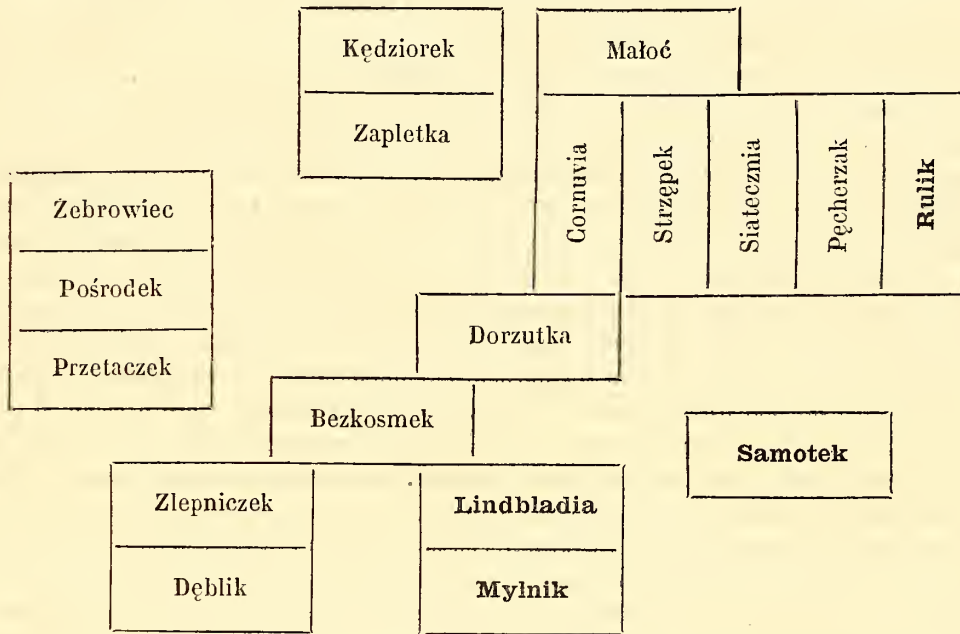 Kędziorek
Zapletka
Małoć
Cornuvia
Strzępek
Siatecznia
Pęcherzak
Rulik
Żebrowiec
Pośrodek
Przetaczek
Dorzutka
Bezkosmek
Samotek
Zlepniczek
Dęblik
Lindbladia
Mylnik